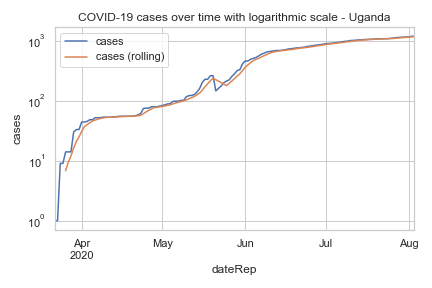 COVID-19 cases over time with logarithmic scale - Uganda
cases
cases (rolling)
10³
10²
10¹
10⁰
cases
Apr
2020
May
Jun
Jul
Aug
dateRep